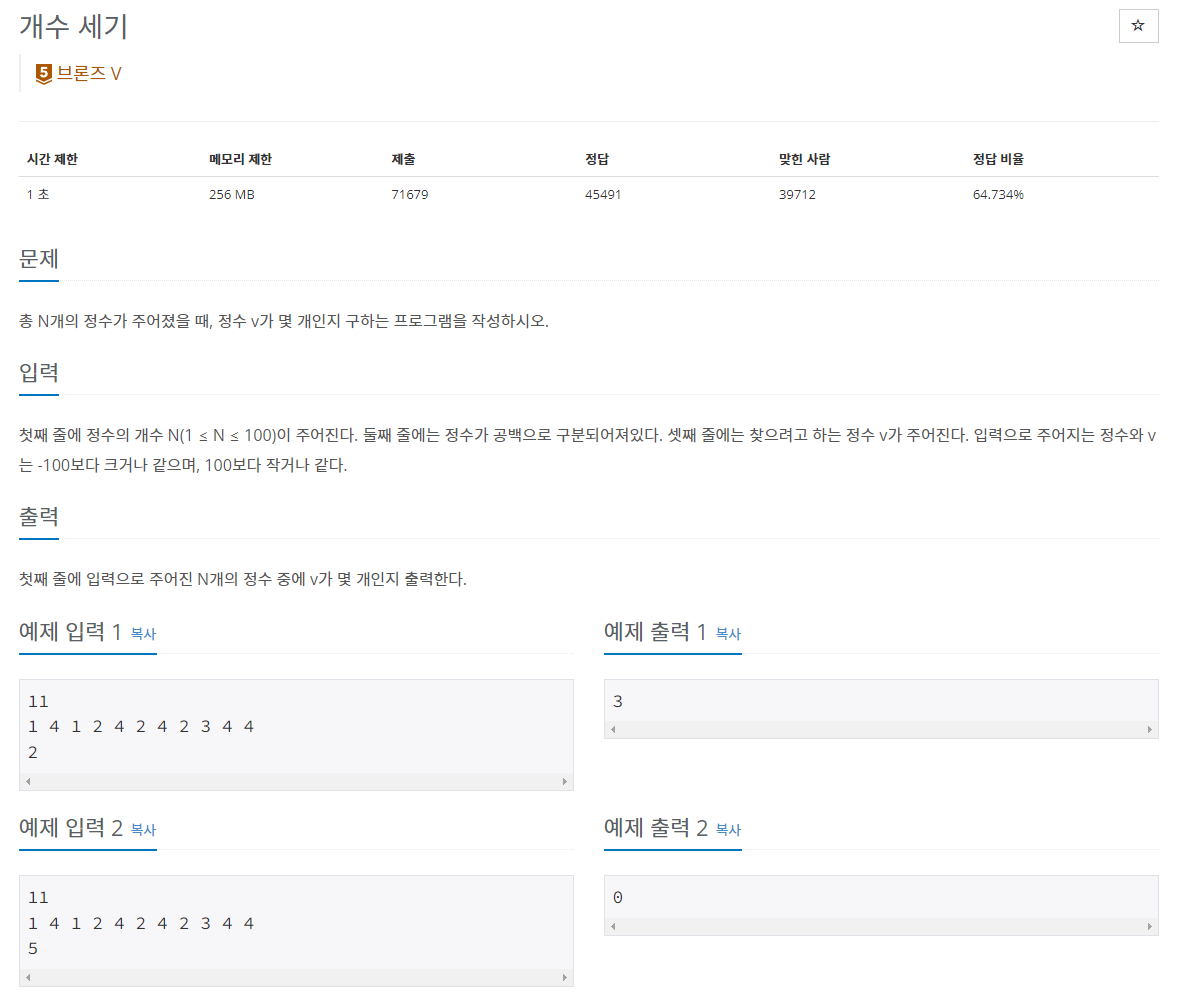 개수 세기
☆
5 브론즈 V
시간 제한 메모리 제한 제출 정답 맞힌 사람 정답 비율
1 초 256 MB 71679 45491 39712 64.734%
문제
총 N개의 정수가 주어졌을 때, 정수 v가 몇 개인지 구하는 프로그램을 작성하시오.
입력
첫째 줄에 정수의 개수 N(1 ≤ N ≤ 100)이 주어진다. 둘째 줄에는 정수가 공백으로 구분되어져있다. 셋째 줄에는 찾으려고 하는 정수 v가 주어진다. 입력으로 주어지는 정수와 v
는 -100보다 크거나 같으며, 100보다 작거나 같다.
출력
첫째 줄에 입력으로 주어진 N개의 정수 중에 v가 몇 개인지 출력한다.
예제 입력 1 복사
11
1 4 1 2 4 2 4 2 3 4 4
2
예제 출력 1 복사
3
예제 입력 2 복사
11
1 4 1 2 4 2 4 2 3 4 4
5
예제 출력 2 복사
0